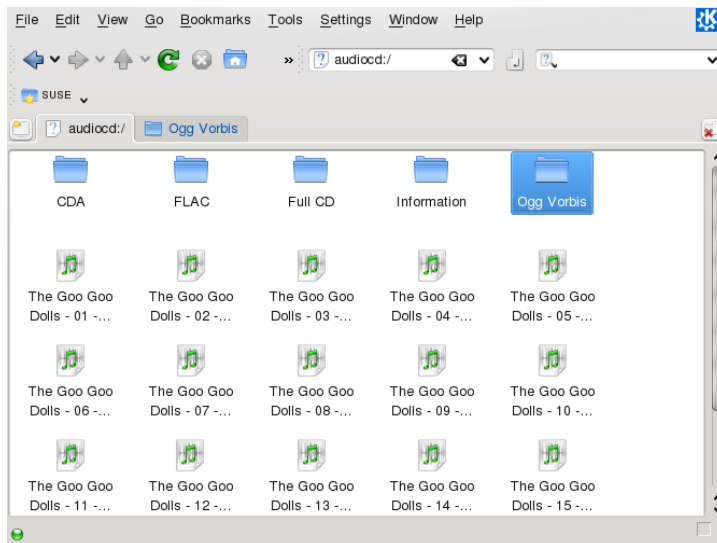 File Edit View Go Bookmarks Tools Settings Window Help
» audiocd:/
SUSE
audiocd:/ Ogg Vorbis
CDA FLAC Full CD Information Ogg Vorbis
The Goo Goo The Goo Goo The Goo Goo The Goo Goo The Goo Goo
Dolls - 01 -... Dolls - 02 -... Dolls - 03 -... Dolls - 04 -... Dolls - 05 -...
The Goo Goo The Goo Goo The Goo Goo The Goo Goo The Goo Goo
Dolls - 06 -... Dolls - 07 -... Dolls - 08 -... Dolls - 09 -... Dolls - 10 -...
The Goo Goo The Goo Goo The Goo Goo The Goo Goo The Goo Goo
Dolls - 11 -... Dolls - 12 -... Dolls - 13 -... Dolls - 14 -... Dolls - 15 -...